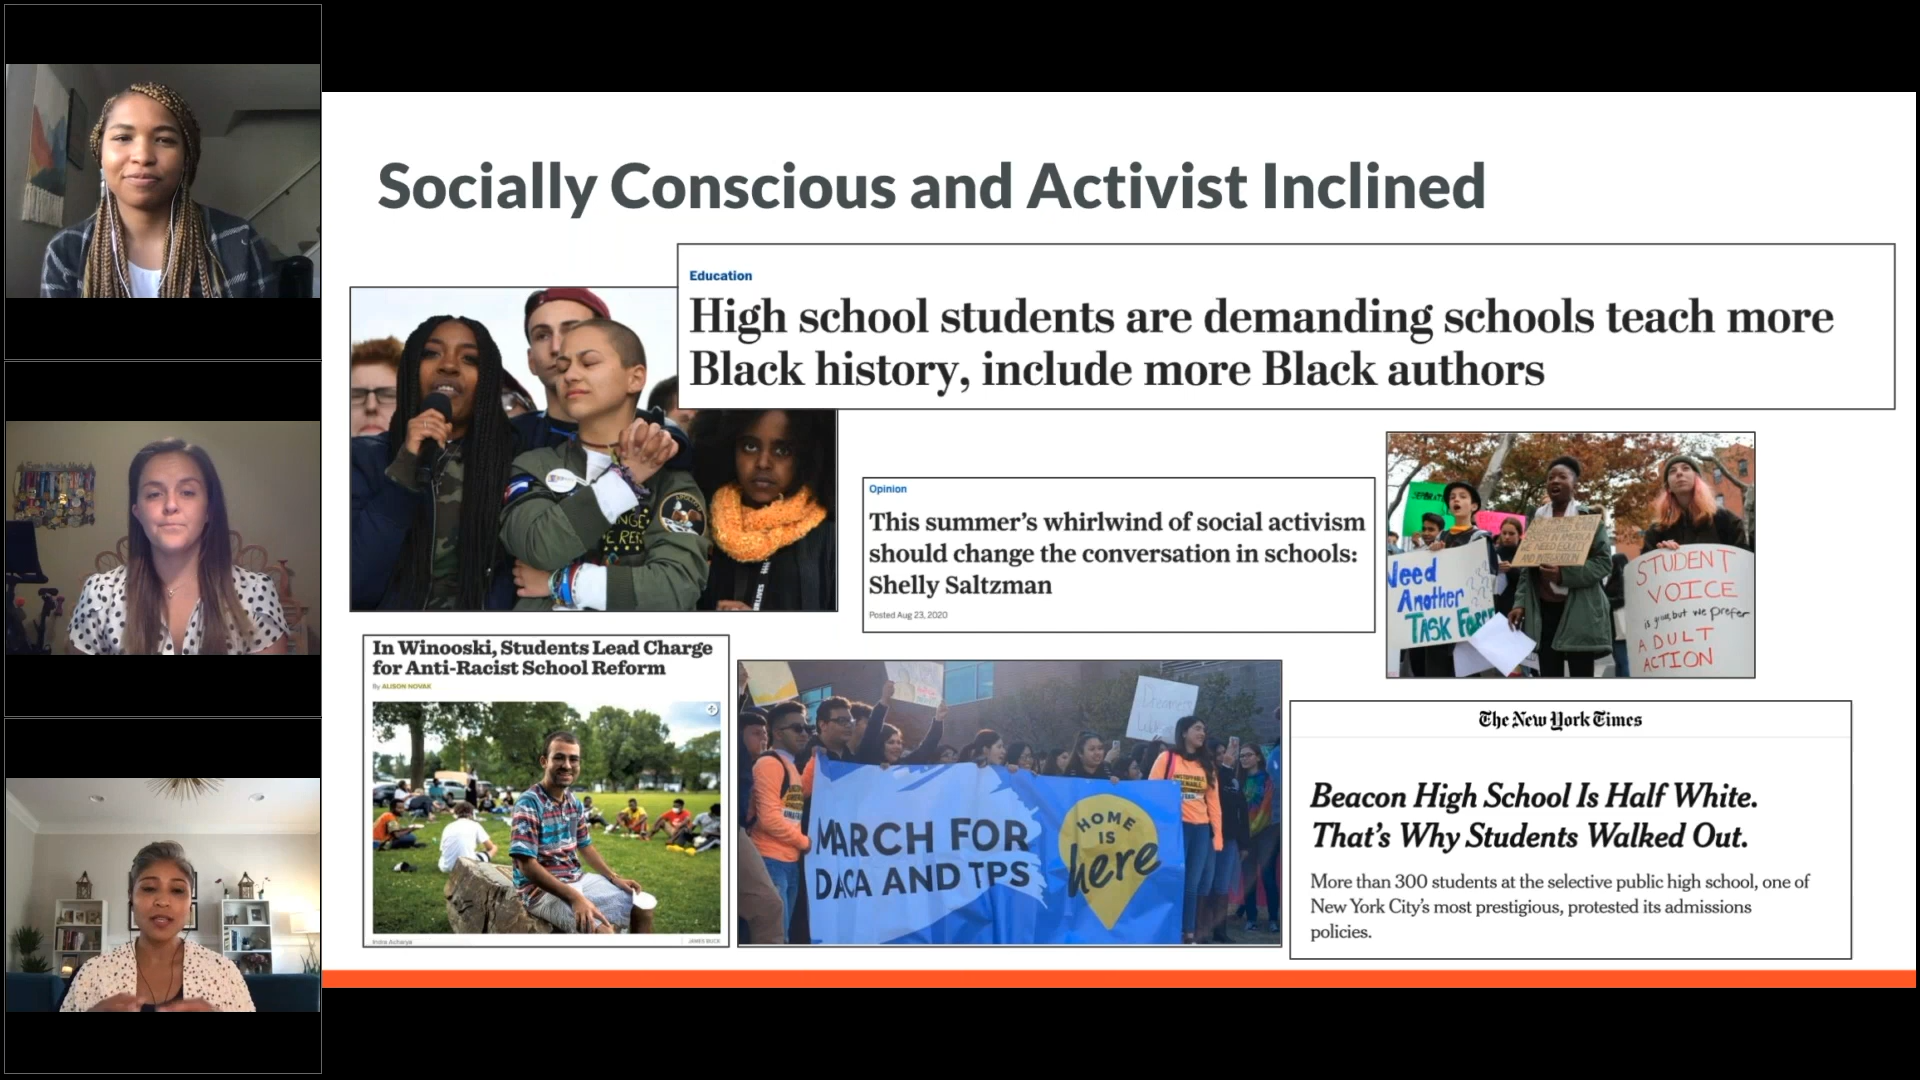 Socially Conscious and Activist Inclined
Education
High school students are demanding schools teach more
Black history, include more Black authors
Opinion
This summer's whirlwind of social activism
should change the conversation in schools:
Shelly Saltzman
Posted Aug 23, 2020
Need
Another
TASK
STUDENT
VOICE
but we prefer
ADULT
ACTION
In Winooski, Students Lead Charge
for Anti-Racist School Reform
By ALISON NOVAK
Indra Acharya
JAMES BUCK
MARCH FOR
DACA AND TPS
HOME
IS
here
The New York Times
Beacon High School Is Half White.
That's Why Students Walked Out.
More than 300 students at the selective public high school, one of
New York City's most prestigious, protested its admissions
policies.